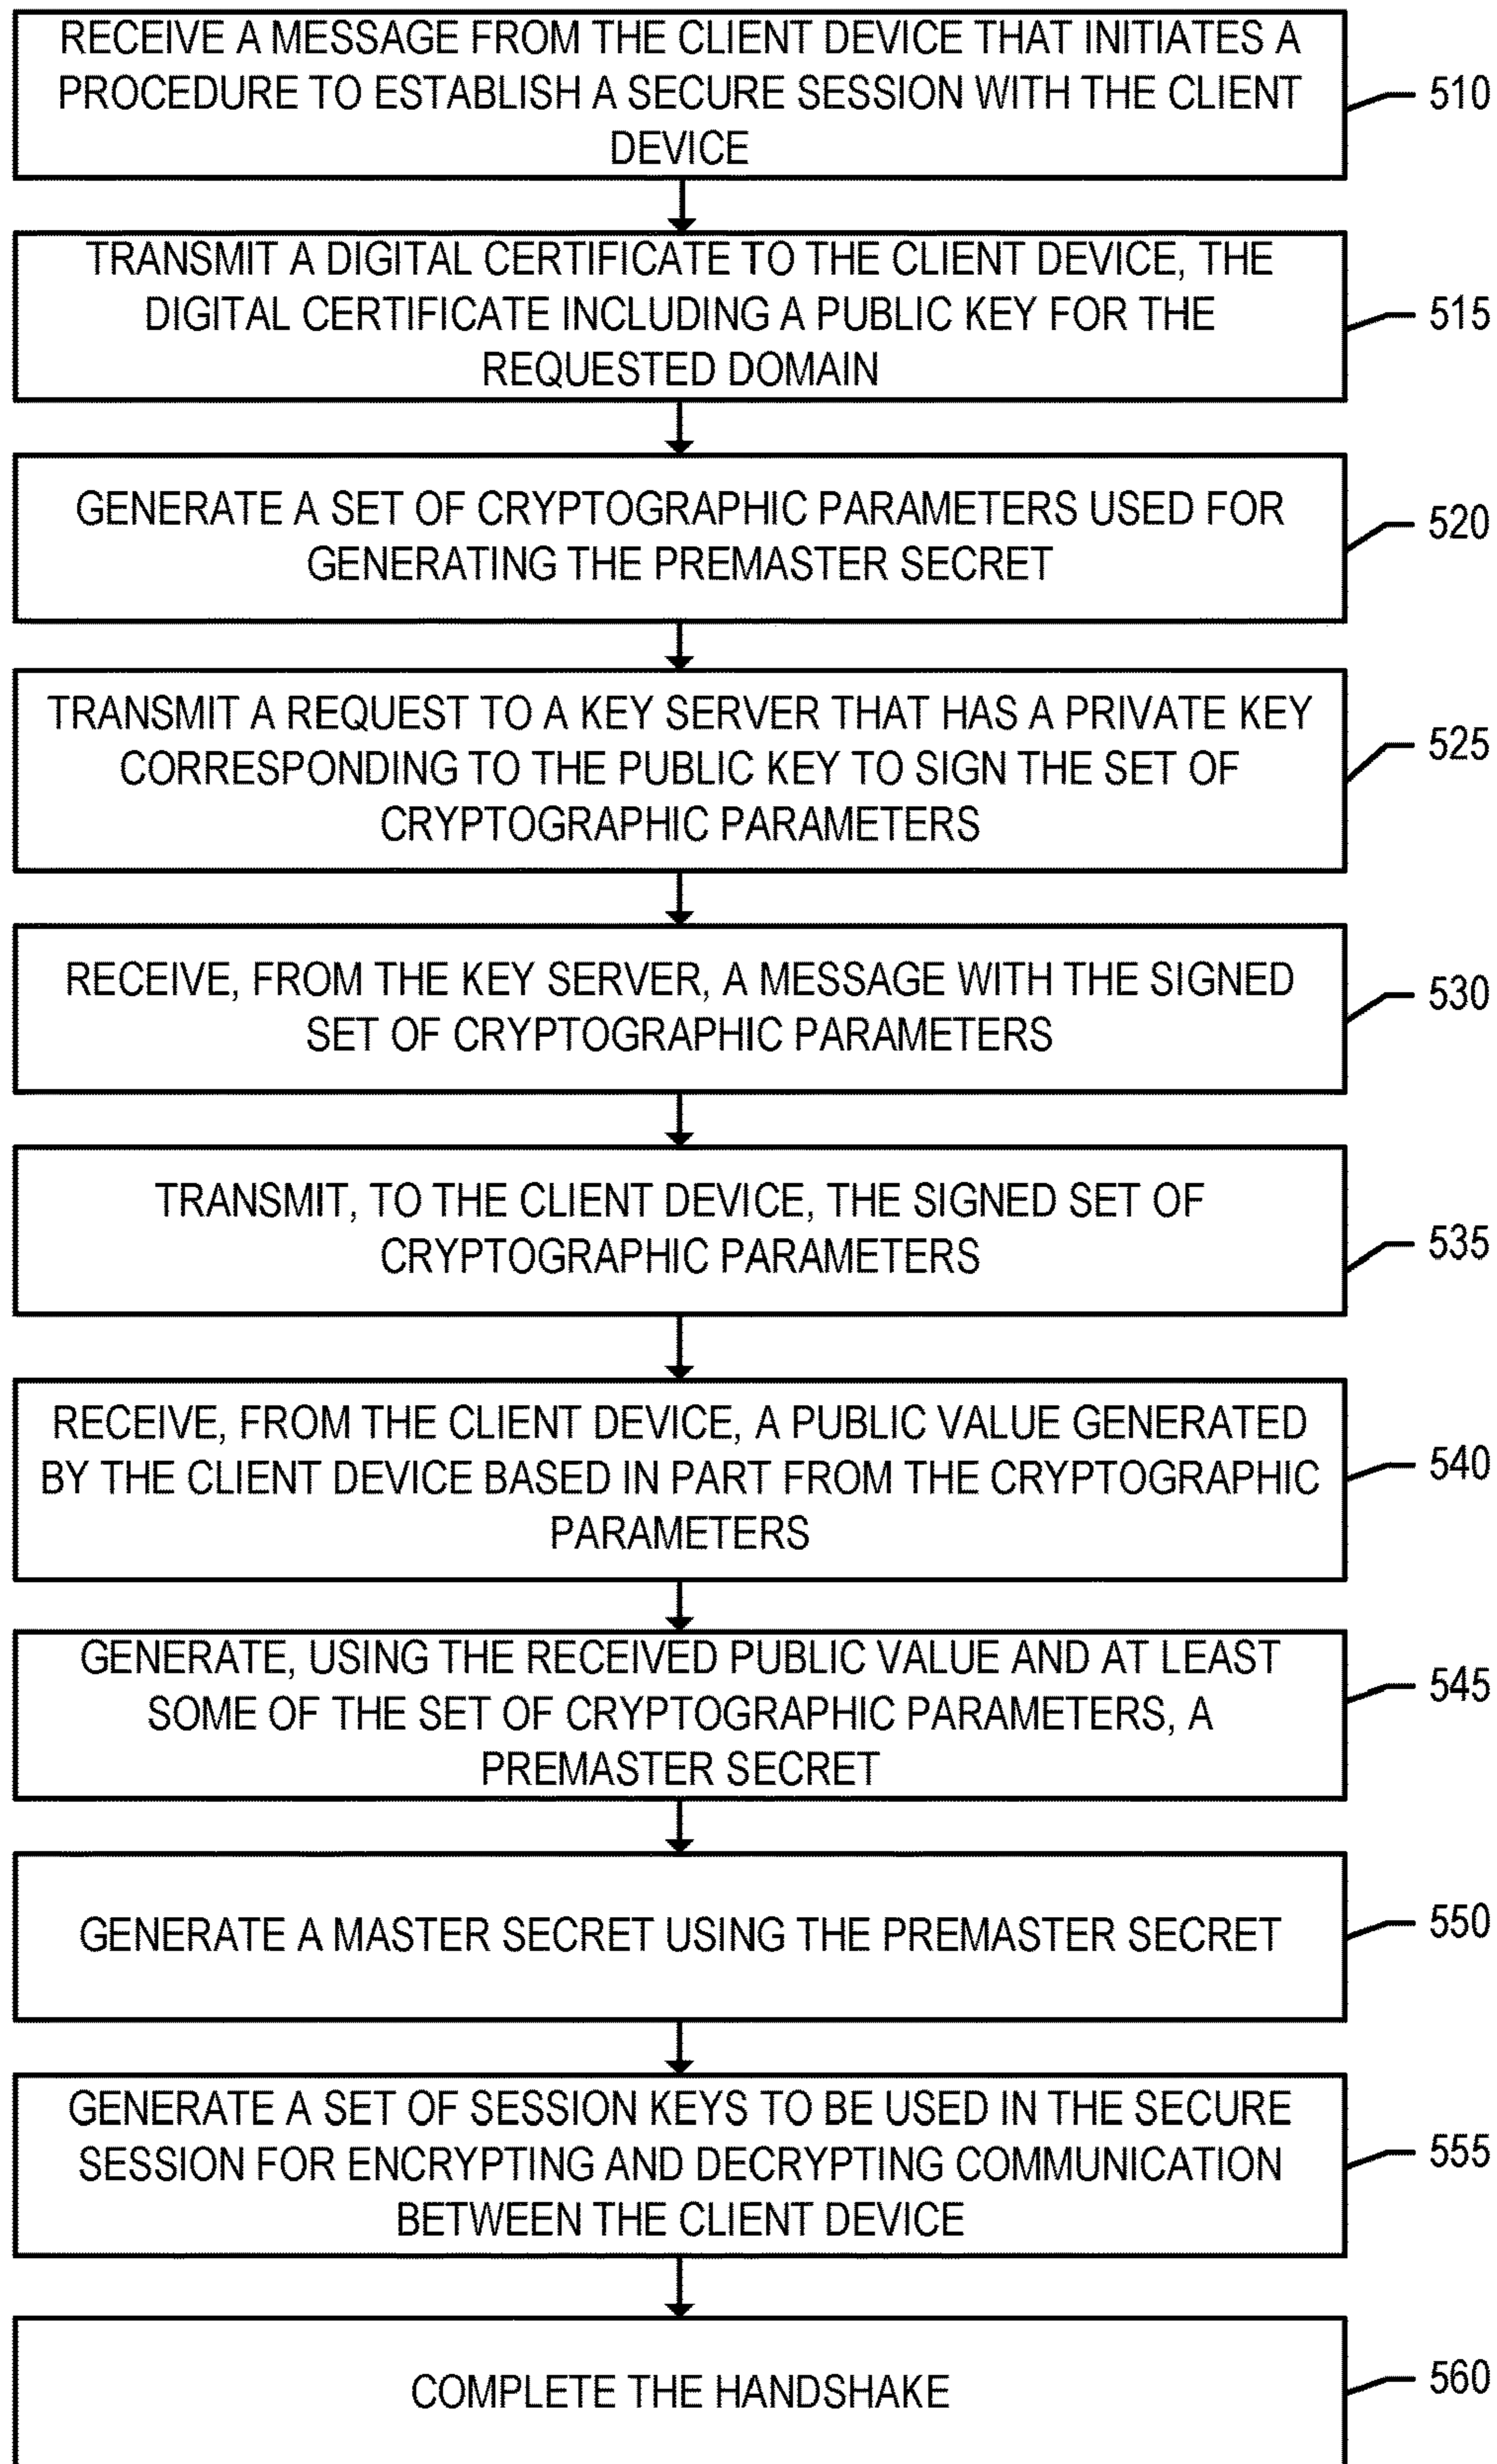 RECEIVE A MESSAGE FROM THE CLIENT DEVICE THAT INITIATES A
PROCEDURE TO ESTABLISH A SECURE SESSION WITH THE CLIENT
DEVICE
510
TRANSMIT A DIGITAL CERTIFICATE TO THE CLIENT DEVICE, THE
DIGITAL CERTIFICATE INCLUDING A PUBLIC KEY FOR THE
REQUESTED DOMAIN
515
GENERATE A SET OF CRYPTOGRAPHIC PARAMETERS USED FOR
GENERATING THE PREMASTER SECRET
520
TRANSMIT A REQUEST TO A KEY SERVER THAT HAS A PRIVATE KEY
CORRESPONDING TO THE PUBLIC KEY TO SIGN THE SET OF
CRYPTOGRAPHIC PARAMETERS
525
RECEIVE, FROM THE KEY SERVER, A MESSAGE WITH THE SIGNED
SET OF CRYPTOGRAPHIC PARAMETERS
530
TRANSMIT, TO THE CLIENT DEVICE, THE SIGNED SET OF
CRYPTOGRAPHIC PARAMETERS
535
RECEIVE, FROM THE CLIENT DEVICE, A PUBLIC VALUE GENERATED
BY THE CLIENT DEVICE BASED IN PART FROM THE CRYPTOGRAPHIC
PARAMETERS
540
GENERATE, USING THE RECEIVED PUBLIC VALUE AND AT LEAST
SOME OF THE SET OF CRYPTOGRAPHIC PARAMETERS, A
PREMASTER SECRET
545
GENERATE A MASTER SECRET USING THE PREMASTER SECRET
550
GENERATE A SET OF SESSION KEYS TO BE USED IN THE SECURE
SESSION FOR ENCRYPTING AND DECRYPTING COMMUNICATION
BETWEEN THE CLIENT DEVICE
555
COMPLETE THE HANDSHAKE
560